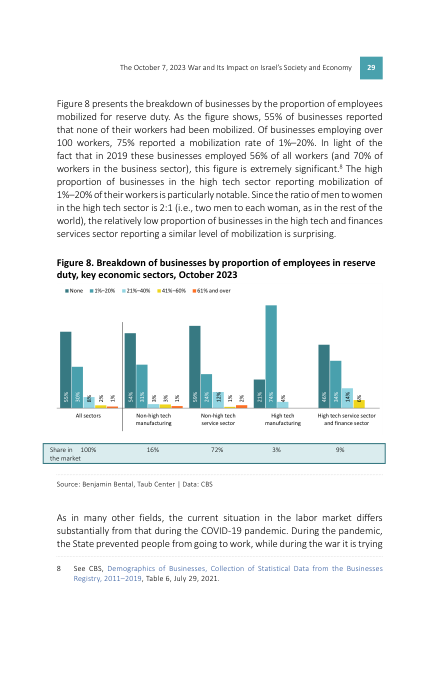 The October 7, 2023 War and Its Impact on Israel's Society and Economy 29
Figure 8 presents the breakdown of businesses by the proportion of employees
mobilized for reserve duty. As the figure shows, 55% of businesses reported
that none of their workers had been mobilized. Of businesses employing over
100 workers, 75% reported a mobilization rate of 1%–20%. In light of the
fact that in 2019 these businesses employed 56% of all workers (and 70% of
workers in the business sector), this figure is extremely significant.8 The high
proportion of businesses in the high tech sector reporting mobilization of
1%–20% of their workers is particularly notable. Since the ratio of men to women
in the high tech sector is 2:1 (i.e., two men to each woman, as in the rest of the
world), the relatively low proportion of businesses in the high tech and finances
services sector reporting a similar level of mobilization is surprising.
Figure 8. Breakdown of businesses by proportion of employees in reserve
duty, key economic sectors, October 2023
None 1%–20% 21%–40% 41%–60% 61% and over
55% 30% 8% 2% 1% 54% 31% 8% 3% 1% 59% 24% 12% 1% 2% 21% 74% 4% 46% 34% 14% 6%
All sectors
Non-high tech
manufacturing
Non-high tech
service sector
High tech
manufacturing
High tech service sector
and finance sector
Share in
the market
100% 16% 72% 3% 9%
Source: Benjamin Bental, Taub Center | Data: CBS
As in many other fields, the current situation in the labor market differs
substantially from that during the COVID-19 pandemic. During the pandemic,
the State prevented people from going to work, while during the war it is trying
8 See CBS, Demographics of Businesses, Collection of Statistical Data from the Businesses
Registry, 2011–2019, Table 6, July 29, 2021.